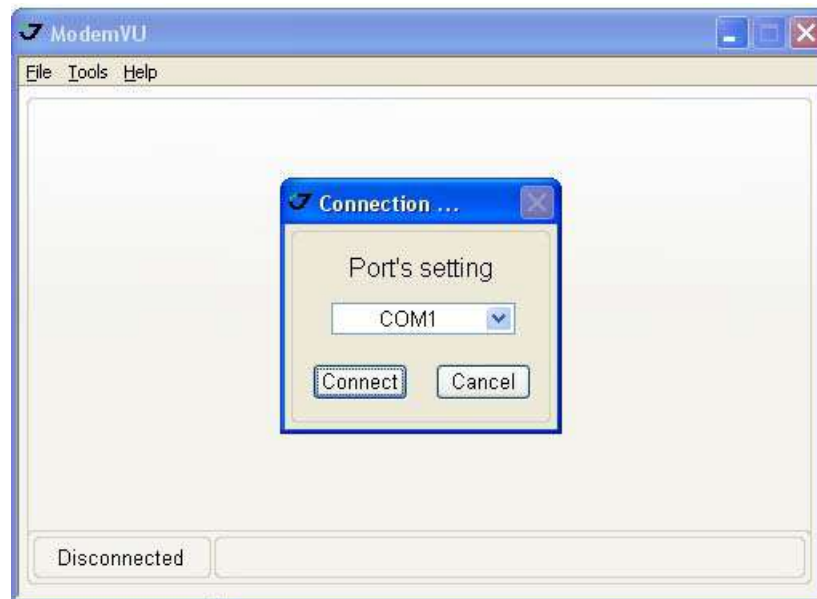 ModemVU
File Tools Help
Connection ...
Port's setting
COM1
Connect Cancel
Disconnected